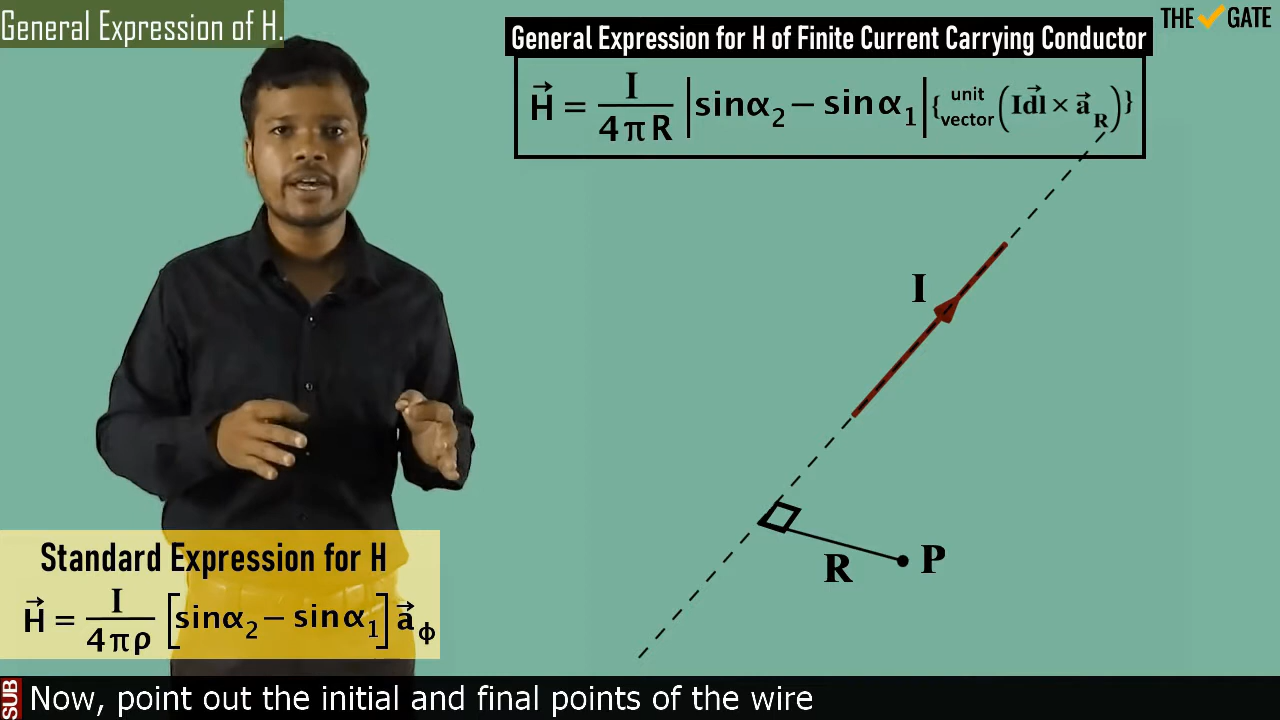 General Expression of H.
THE GATE
General Expression for H of Finite Current Carrying Conductor
H⃗ = I / 4πR |sinα₂ − sinα₁| {unit vector (Idl⃗ × a⃗_R)}
I
R
P
Standard Expression for H
H⃗ = I / 4πρ [sinα₂ − sinα₁] a⃗_ϕ
SUB
Now, point out the initial and final points of the wire